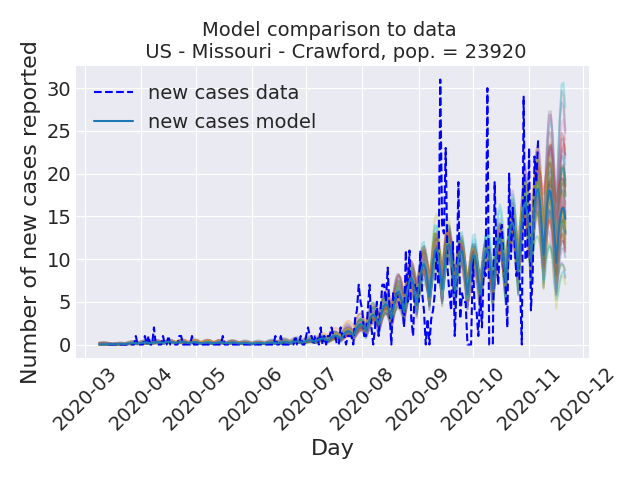 Model comparison to data
US - Missouri - Crawford, pop. = 23920
Number of new cases reported
30
25
20
15
10
5
0
new cases data
new cases model
2020-03
2020-04
2020-05
2020-06
2020-07
2020-08
2020-09
2020-10
2020-11
2020-12
Day